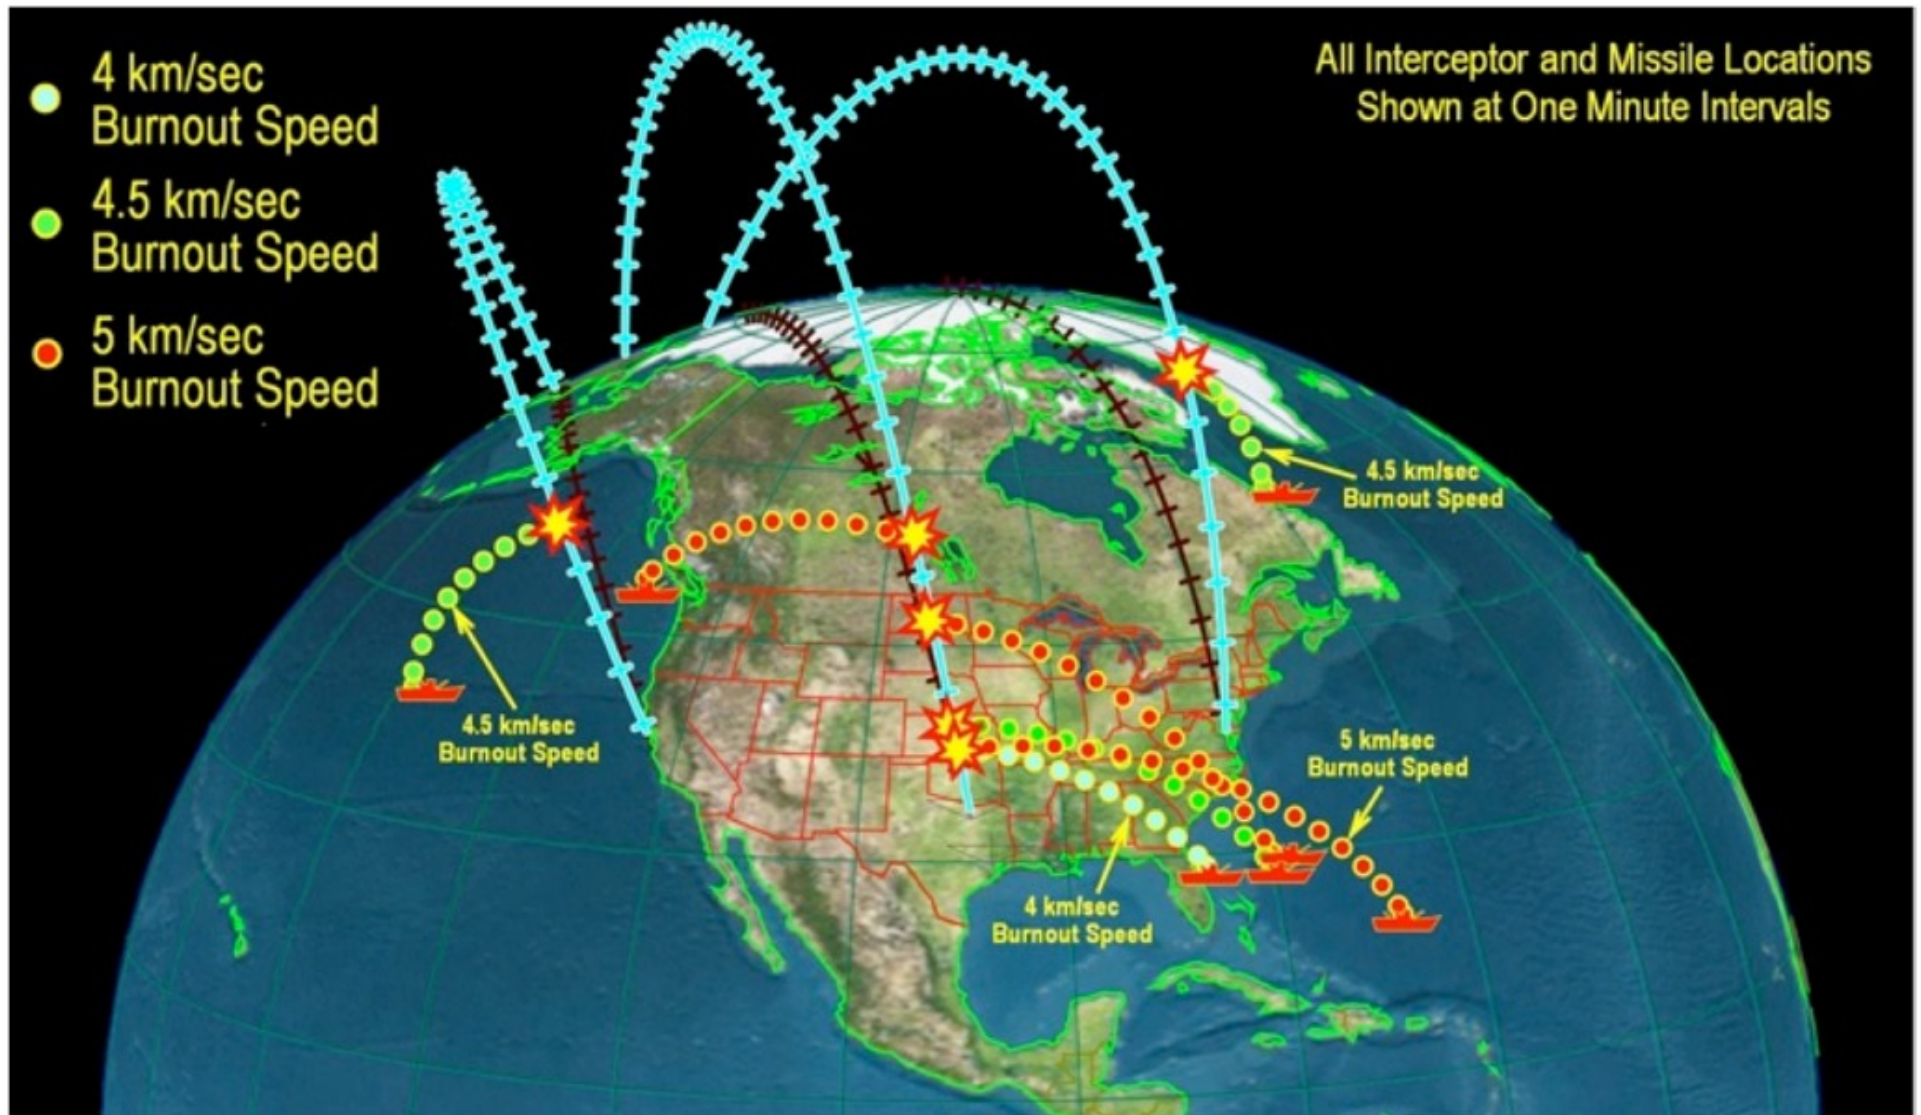 4 km/sec
Burnout Speed
4.5 km/sec
Burnout Speed
5 km/sec
Burnout Speed
All Interceptor and Missile Locations
Shown at One Minute Intervals
4.5 km/sec
Burnout Speed
4.5 km/sec
Burnout Speed
5 km/sec
Burnout Speed
4 km/sec
Burnout Speed